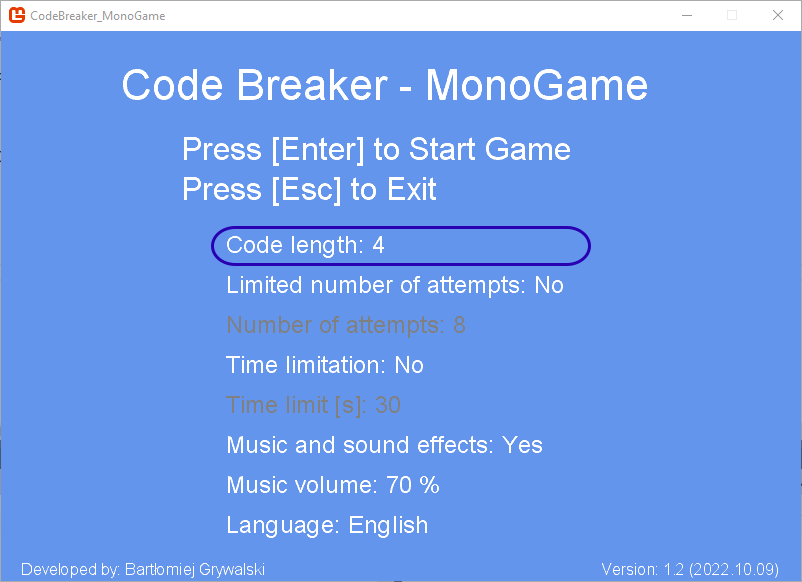 CodeBreaker_MonoGame
Code Breaker - MonoGame
Press [Enter] to Start Game
Press [Esc] to Exit
Code length: 4
Limited number of attempts: No
Number of attempts: 8
Time limitation: No
Time limit [s]: 30
Music and sound effects: Yes
Music volume: 70 %
Language: English
Developed by: Bartłomiej Grywalski
Version: 1.2 (2022.10.09)